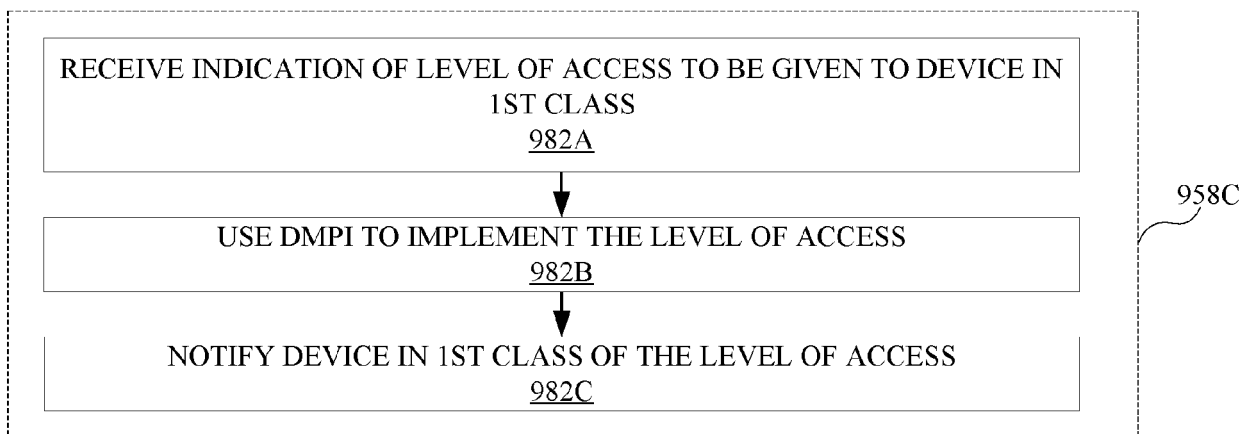 RECEIVE INDICATION OF LEVEL OF ACCESS TO BE GIVEN TO DEVICE IN
1ST CLASS
982A
958C
USE DMPI TO IMPLEMENT THE LEVEL OF ACCESS
982B
NOTIFY DEVICE IN 1ST CLASS OF THE LEVEL OF ACCESS
982C